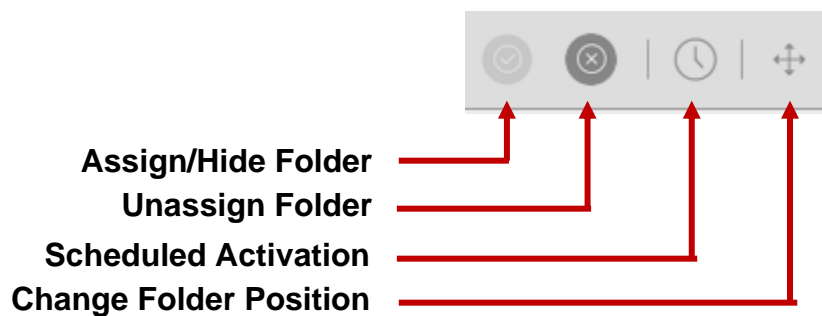 Assign/Hide Folder
Unassign Folder
Scheduled Activation
Change Folder Position